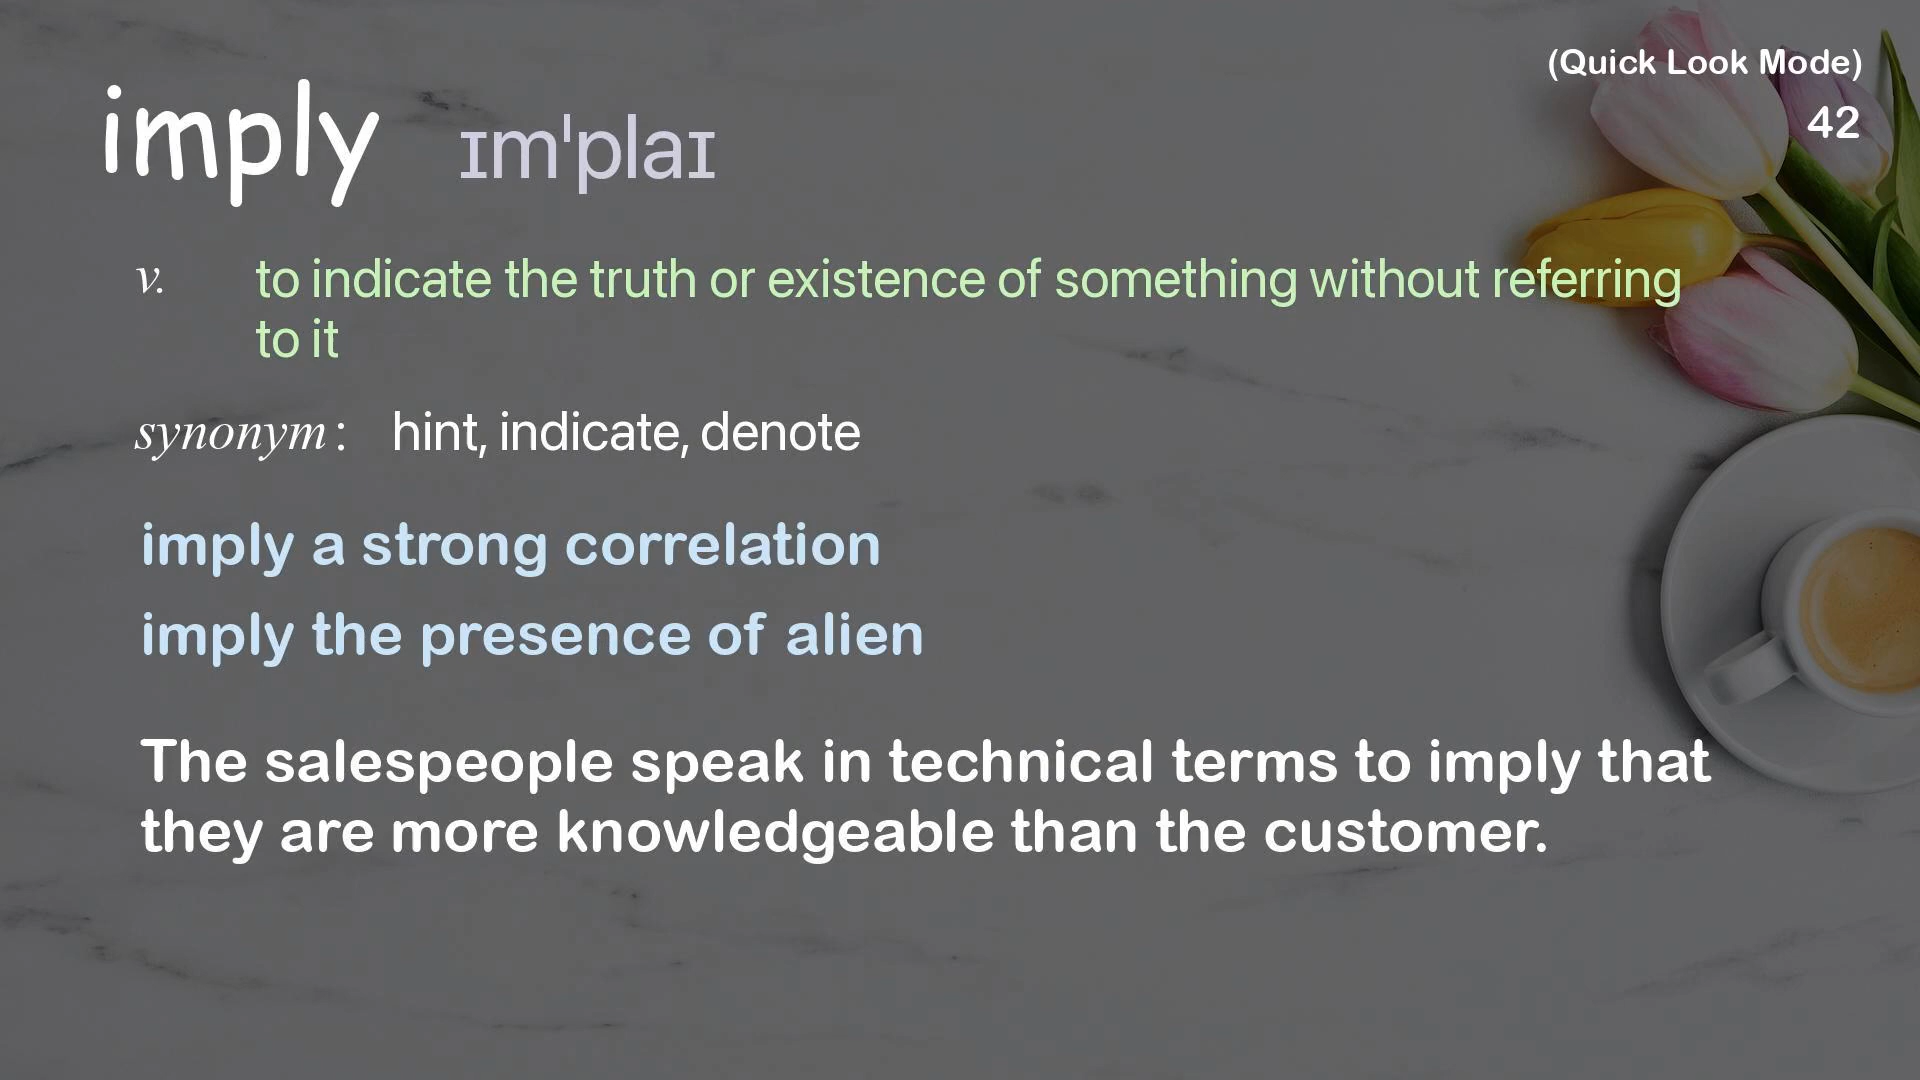 (Quick Look Mode)
42
imply ɪmˈplaɪ
v. to indicate the truth or existence of something without referring
to it
synonym: hint, indicate, denote
imply a strong correlation
imply the presence of alien
The salespeople speak in technical terms to imply that
they are more knowledgeable than the customer.